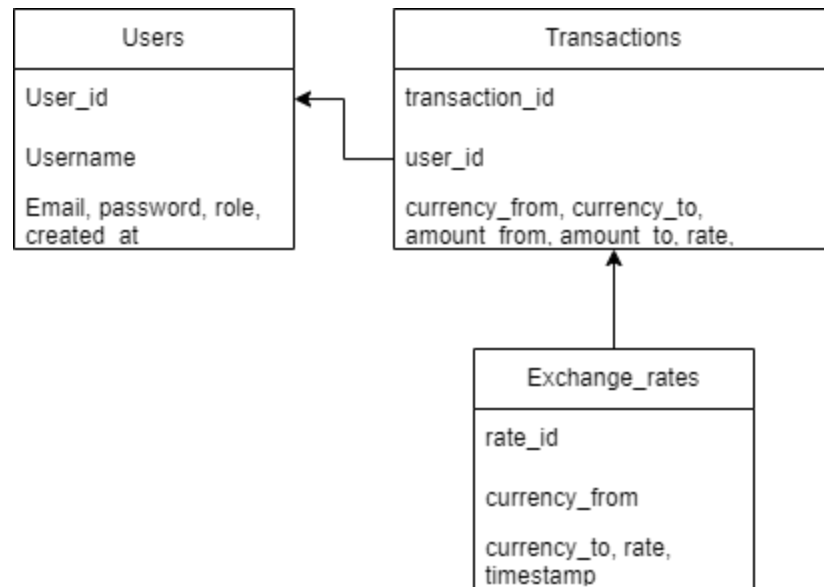 Users
User_id
Username
Email, password, role,
created_at
Transactions
transaction_id
user_id
currency_from, currency_to,
amount_from, amount_to, rate,
Exchange_rates
rate_id
currency_from
currency_to, rate,
timestamp